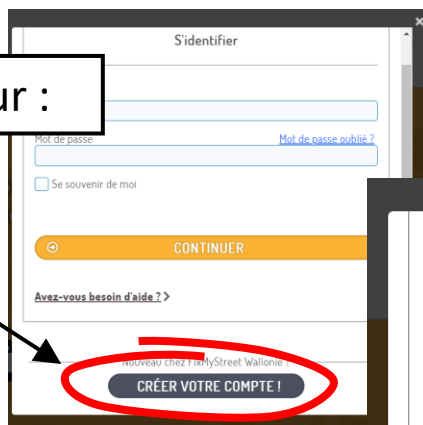 S'identifier
ur :
Mot de passe
Mot de passe oublié ?
Se souvenir de moi
CONTINUER
Avez-vous besoin d'aide ? >
Nouveau chez FixMyStreet Wallonie ?
CRÉER VOTRE COMPTE !